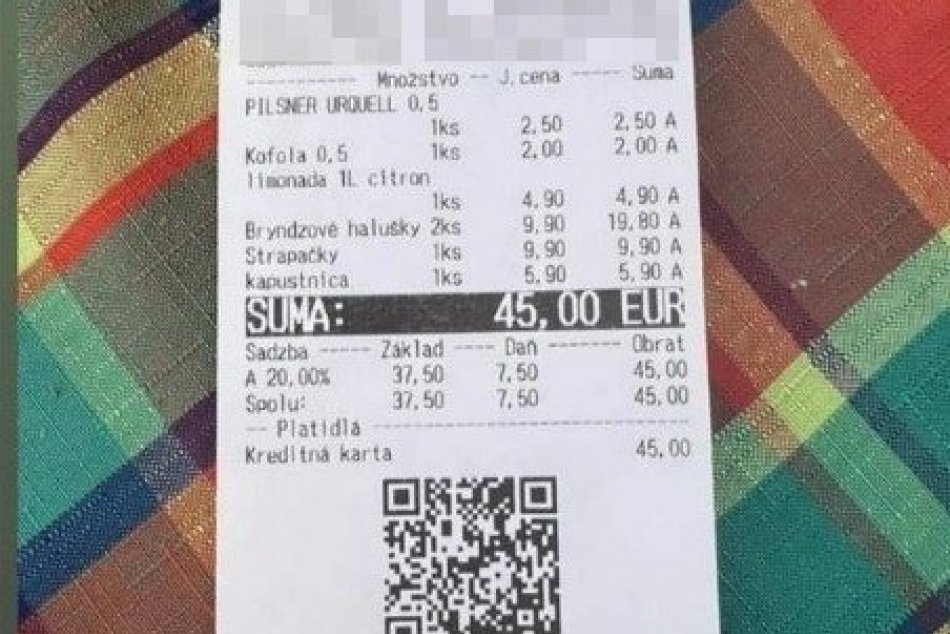 ---------- Množstvo -- J.cena ----- Suma
PILSNER URQUELL 0,5
1ks 2,50 2,50 A
Kofola 0,5 1ks 2,00 2,00 A
limonada 1L citron
1ks 4,90 4,90 A
Bryndzové halušky 2ks 9,90 19,80 A
Strapačky 1ks 9,90 9,90 A
kapustnica 1ks 5,90 5,90 A
SUMA: 45,00 EUR
Sadzba ----- Základ ---- Daň ------- Obrat
A 20,00% 37,50 7,50 45,00
Spolu: 37,50 7,50 45,00
-- Platidlá ------------------------------
Kreditná karta 45,00